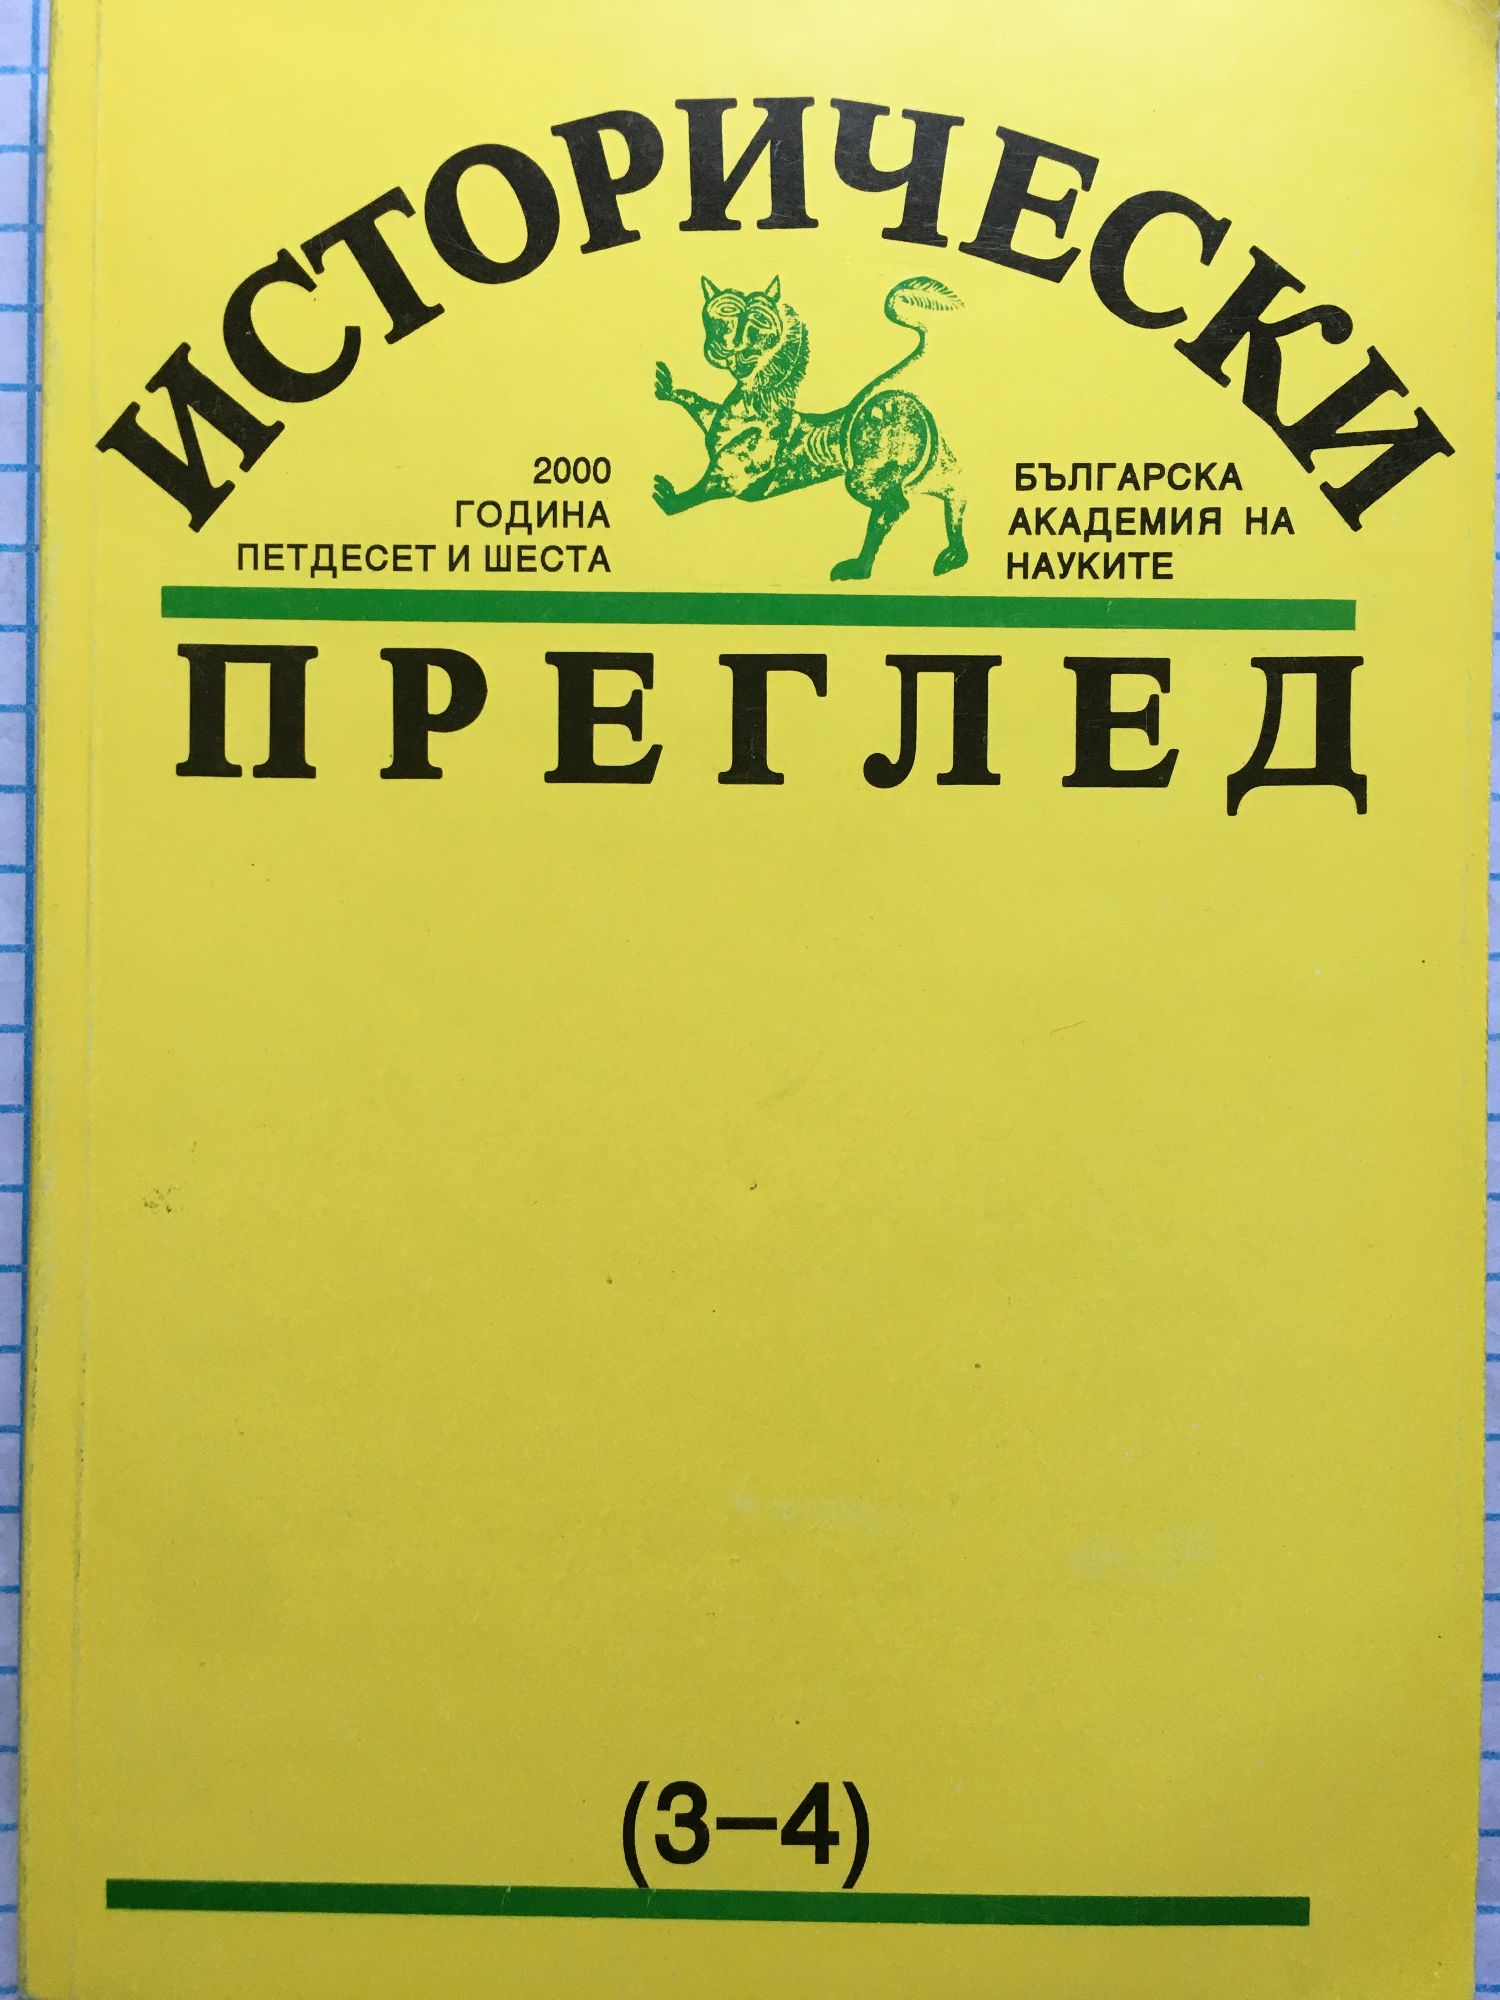 ИСТОРИЧЕСКИ
2000
ГОДИНА
ПЕТДЕСЕТ И ШЕСТА
БЪЛГАРСКА
АКАДЕМИЯ НА
НАУКИТЕ
ПРЕГЛЕД
(3–4)